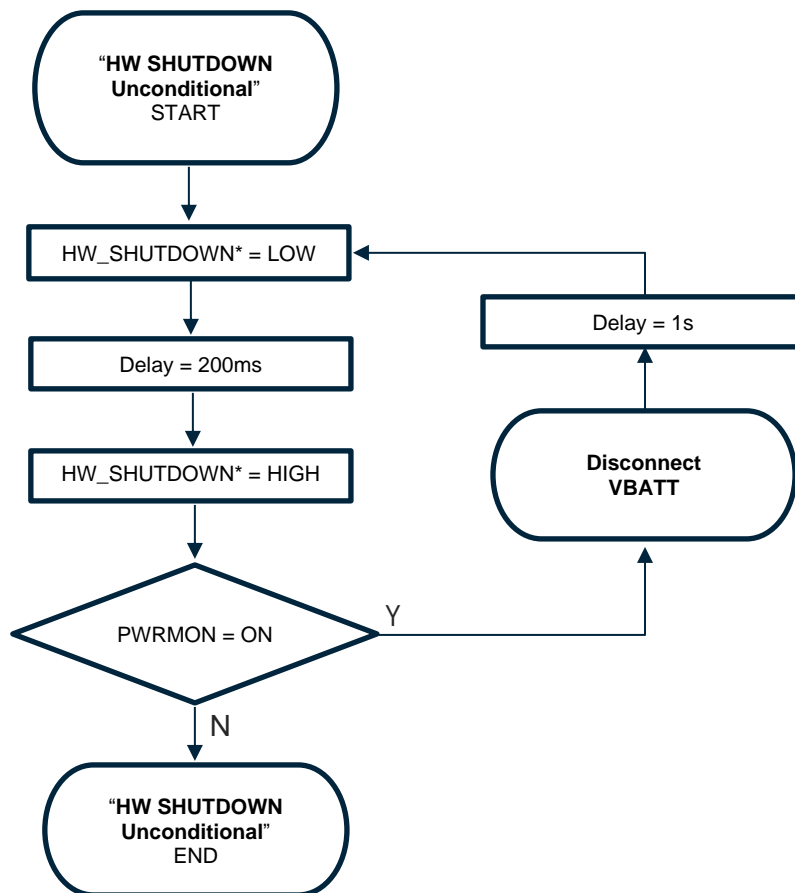 “HW SHUTDOWN
Unconditional”
START
HW_SHUTDOWN* = LOW
Delay = 1s
Delay = 200ms
Disconnect
VBATT
HW_SHUTDOWN* = HIGH
PWRMON = ON
Y
N
“HW SHUTDOWN
Unconditional”
END